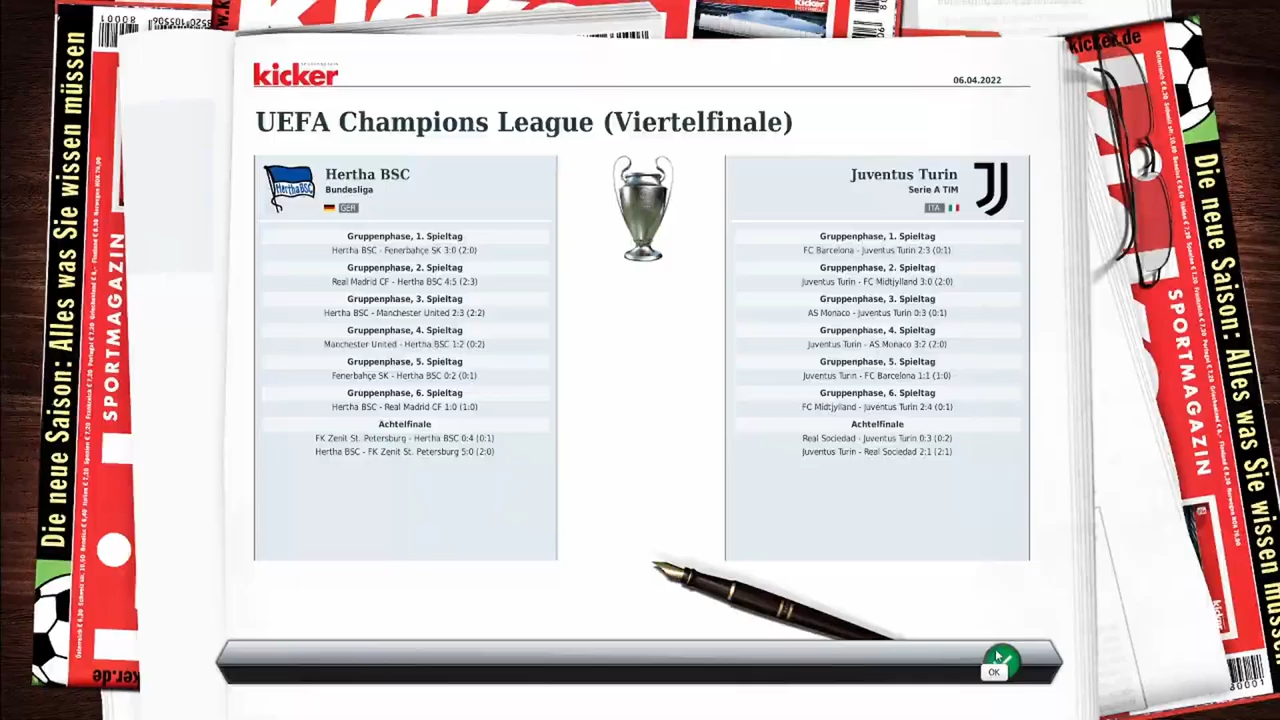 kicker
06.04.2022
UEFA Champions League (Viertelfinale)
Hertha BSC
Bundesliga
GER
Gruppenphase, 1. Spieltag
Hertha BSC - Fenerbahçe SK 3:0 (2:0)
Gruppenphase, 2. Spieltag
Real Madrid CF - Hertha BSC 4:5 (2:3)
Gruppenphase, 3. Spieltag
Hertha BSC - Manchester United 2:3 (2:2)
Gruppenphase, 4. Spieltag
Manchester United - Hertha BSC 1:2 (0:2)
Gruppenphase, 5. Spieltag
Fenerbahçe SK - Hertha BSC 0:2 (0:1)
Gruppenphase, 6. Spieltag
Hertha BSC - Real Madrid CF 1:0 (1:0)
Achtelfinale
FK Zenit St. Petersburg - Hertha BSC 0:4 (0:1)
Hertha BSC - FK Zenit St. Petersburg 5:0 (2:0)
Juventus Turin
Serie A TIM
ITA
Gruppenphase, 1. Spieltag
FC Barcelona - Juventus Turin 2:3 (0:1)
Gruppenphase, 2. Spieltag
Juventus Turin - FC Midtjylland 3:0 (2:0)
Gruppenphase, 3. Spieltag
AS Monaco - Juventus Turin 0:3 (0:1)
Gruppenphase, 4. Spieltag
Juventus Turin - AS Monaco 3:2 (2:0)
Gruppenphase, 5. Spieltag
Juventus Turin - FC Barcelona 1:1 (1:0)
Gruppenphase, 6. Spieltag
FC Midtjylland - Juventus Turin 2:4 (0:1)
Achtelfinale
Real Sociedad - Juventus Turin 0:3 (0:2)
Juventus Turin - Real Sociedad 2:1 (2:1)
OK
Die neue Saison: Alles was Sie wissen müssen
SPORTMAGAZIN
kicker.de
Die neue Saison: Alles was Sie wissen müssen
SPORTMAGAZIN
kicker